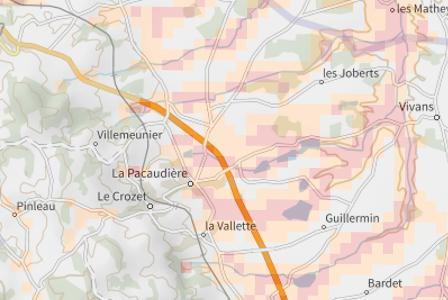 les Mathey
les Joberts
Vivans
Villemeunier
La Pacaudière
Le Crozet
Pinleau
Guillermin
la Vallette
Bardet